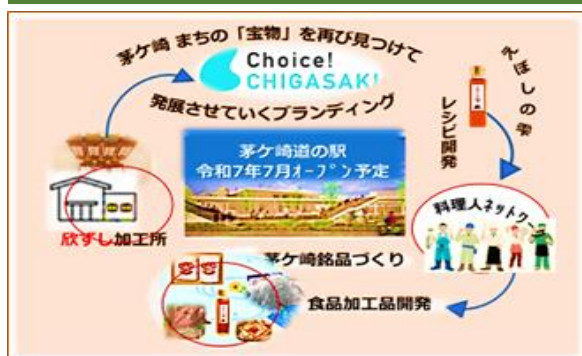 茅ケ崎 まちの「宝物」を再び見つけて
Choice!
CHIGASAKI
発展させていくブランディング
えぼしの雫
レシピ開発
茅ケ崎道の駅
令和7年7月オープン予定
欣ずし加工所
料理人ネットワー
茅ケ崎銘品づくり
食品加工品開発